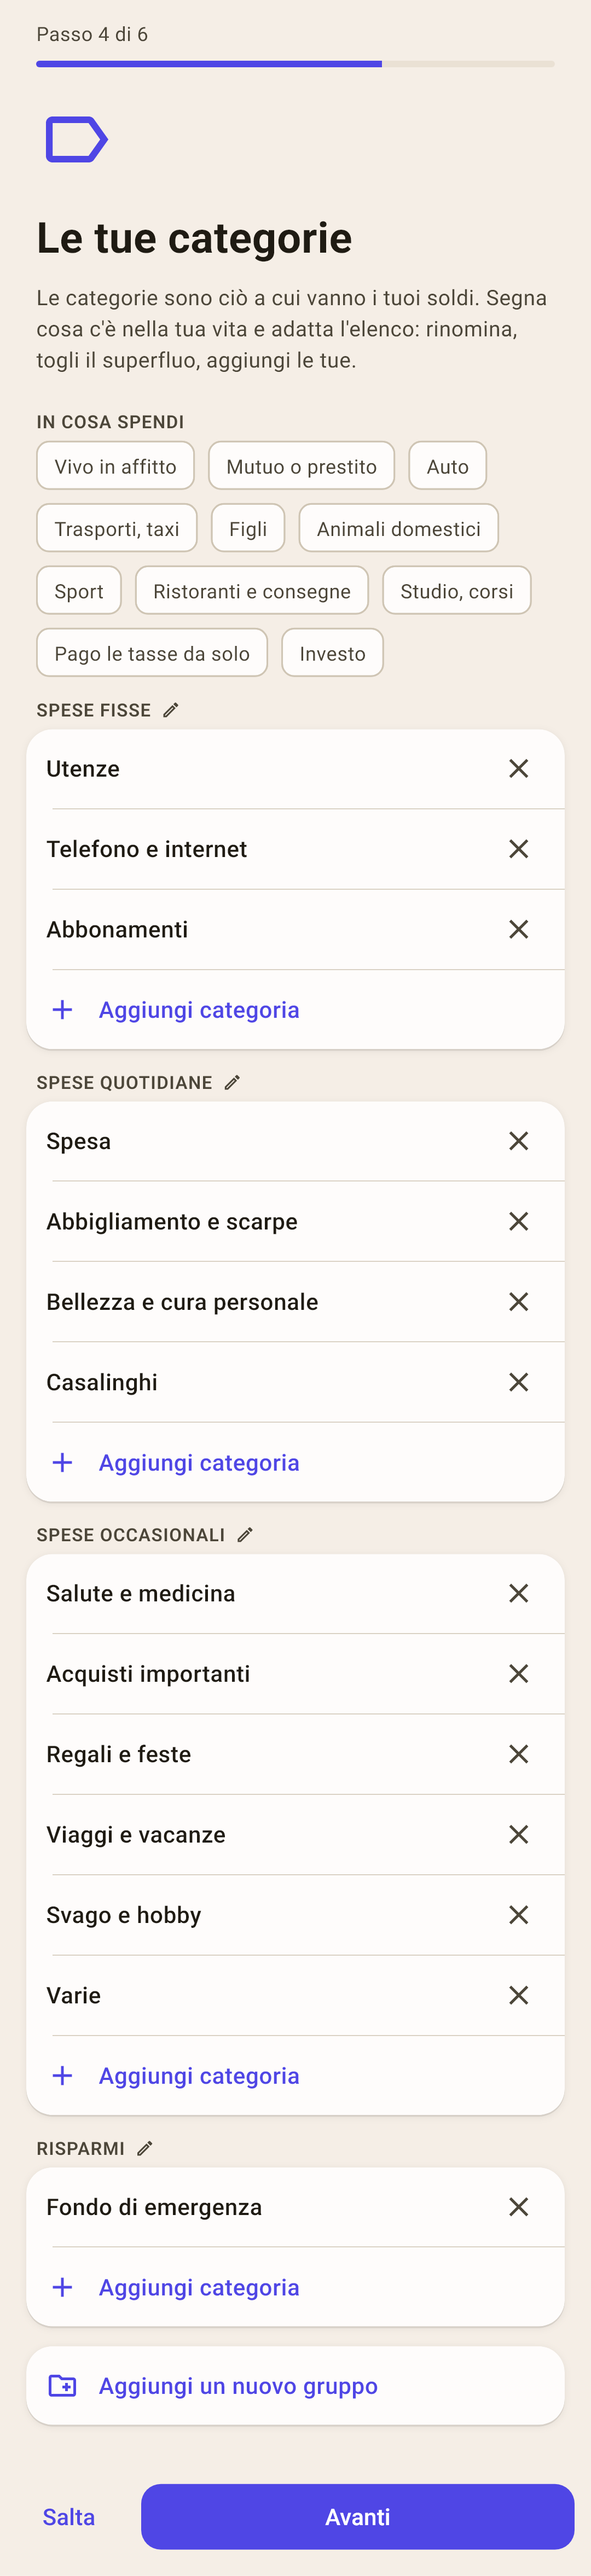 Passo 4 di 6
Le tue categorie
Le categorie sono ciò a cui vanno i tuoi soldi. Segna
cosa c'è nella tua vita e adatta l'elenco: rinomina,
togli il superfluo, aggiungi le tue.
IN COSA SPENDI
Vivo in affitto
Mutuo o prestito
Auto
Trasporti, taxi
Figli
Animali domestici
Sport
Ristoranti e consegne
Studio, corsi
Pago le tasse da solo
Investo
SPESE FISSE
Utenze
Telefono e internet
Abbonamenti
Aggiungi categoria
SPESE QUOTIDIANE
Spesa
Abbigliamento e scarpe
Bellezza e cura personale
Casalinghi
Aggiungi categoria
SPESE OCCASIONALI
Salute e medicina
Acquisti importanti
Regali e feste
Viaggi e vacanze
Svago e hobby
Varie
Aggiungi categoria
RISPARMI
Fondo di emergenza
Aggiungi categoria
Aggiungi un nuovo gruppo
Salta
Avanti